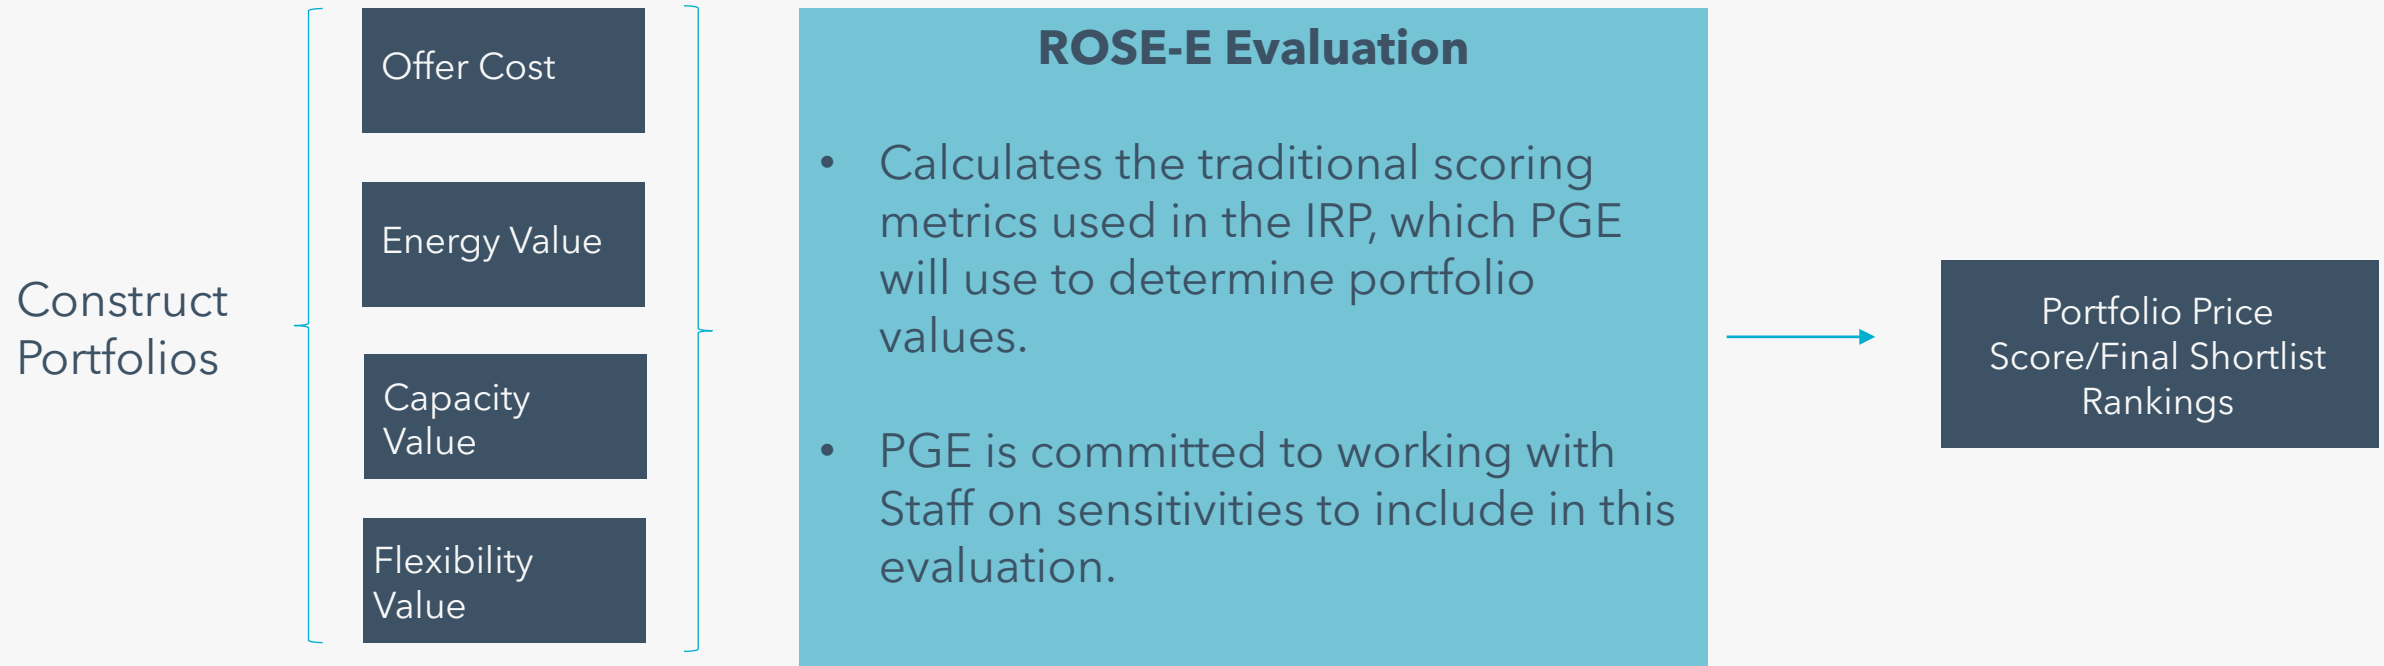 Construct
Portfolios
Offer Cost
Energy Value
Capacity
Value
Flexibility
Value
ROSE-E Evaluation
• Calculates the traditional scoring
metrics used in the IRP, which PGE
will use to determine portfolio
values.
• PGE is committed to working with
Staff on sensitivities to include in this
evaluation.
Portfolio Price
Score/Final Shortlist
Rankings